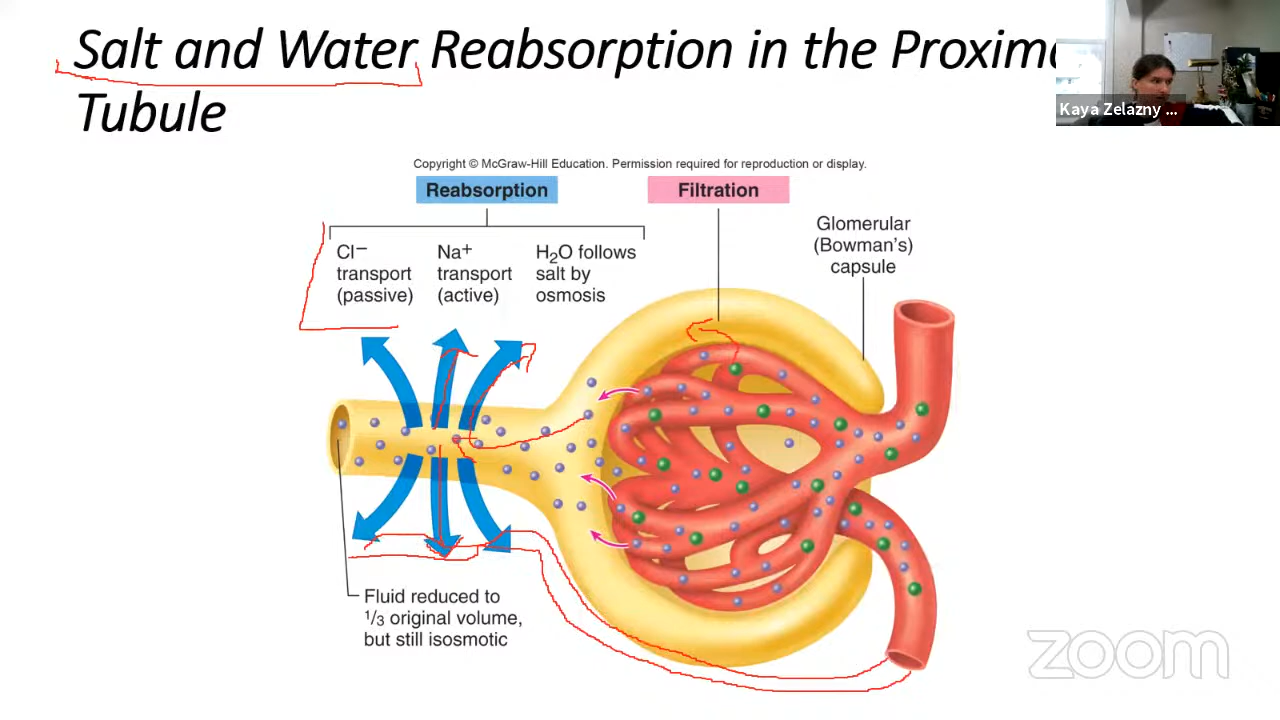 Salt and Water Reabsorption in the
Tubule
Kaya Zelazny ...
Copyright © McGraw-Hill Education. Permission required for reproduction or display.
Reabsorption
Filtration
Cl⁻
transport
(passive)
Na⁺
transport
(active)
H₂O follows
salt by
osmosis
Glomerular
(Bowman's)
capsule
Fluid reduced to
1/3 original volume,
but still isosmotic
zoom